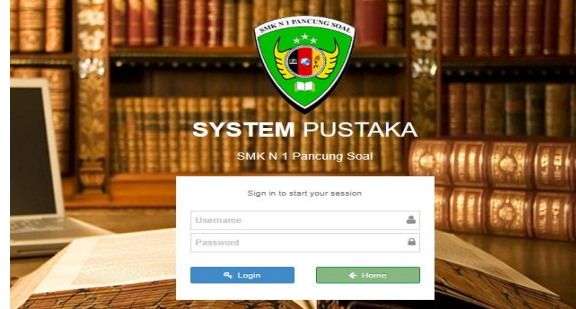 SMK N 1 PANCUNG SOAL
SYSTEM PUSTAKA
SMK N 1 Pancung Soal
Sign in to start your session
Username
Password
Login
Home